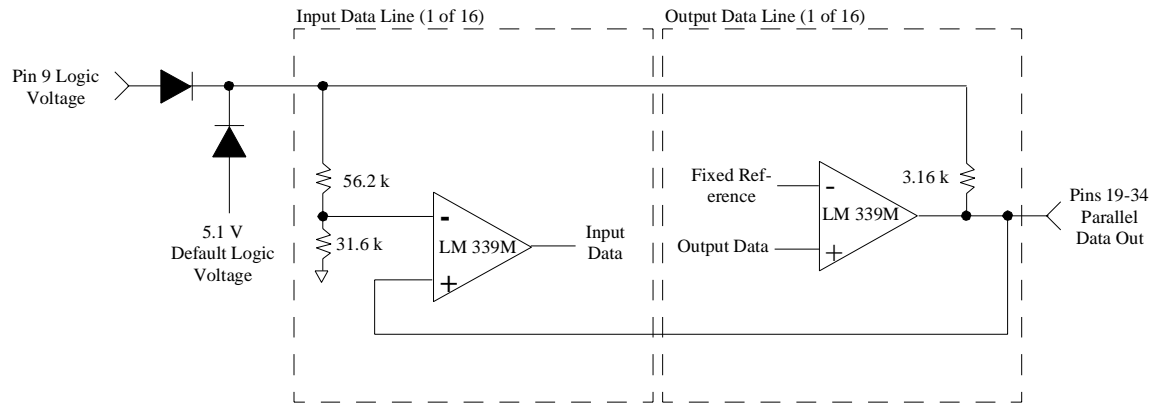 Input Data Line (1 of 16)
Output Data Line (1 of 16)
Pin 9 Logic
Voltage
5.1 V
Default Logic
Voltage
56.2 k
31.6 k
-
LM 339M
+
Input
Data
Fixed Ref-
erence
Output Data
-
LM 339M
+
3.16 k
Pins 19-34
Parallel
Data Out